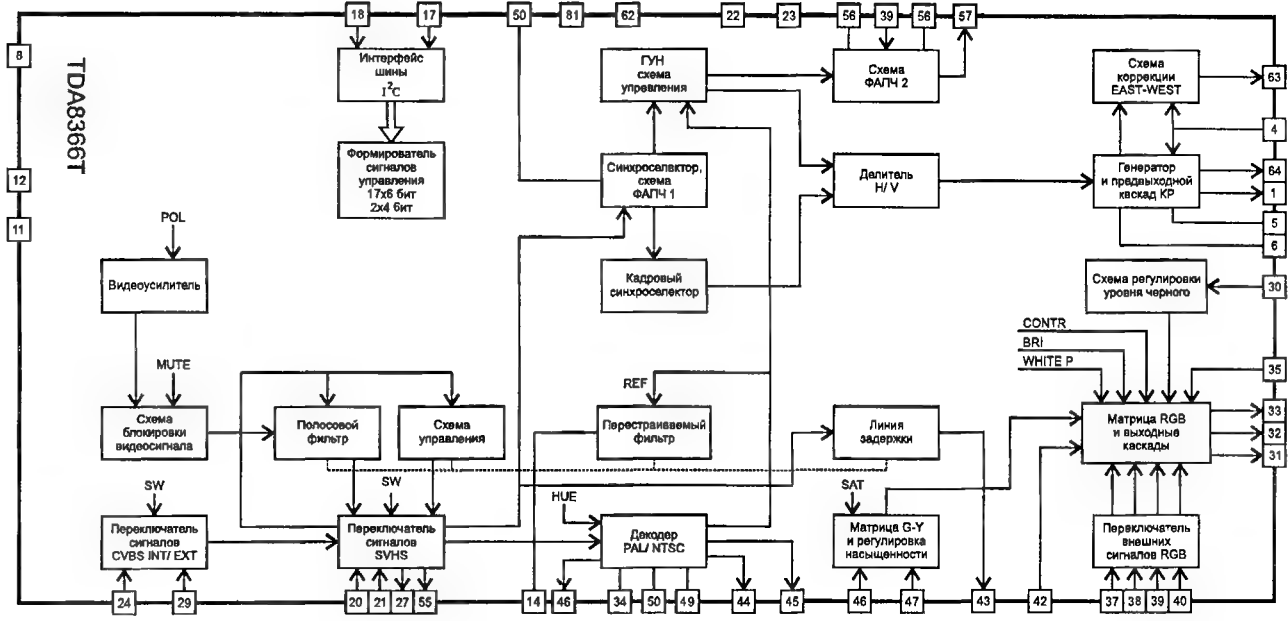 18
17
50
81
62
22
23
56
39
56
57
8
12
11
TDA8366T
Интерфейс
шины
I²C
Формирователь
сигналов
управления
17x6 бит
2x4 бит
ГУН
схема
упревления
Синхроселектор,
схема
ФАПЧ 1
Кадровый
синхроселектор
Схема
ФАПЧ 2
Делитель
H/ V
Схема
коррекции
EAST-WEST
Генератор
и предвыходной
каскад КР
63
4
64
1
5
6
POL
Видеоусилитель
Схема регулировки
уровня черного
30
CONTR
BRI
WHITE P
35
MUTE
REF
Схема
блокировки
видеосигнала
Полосовой
фильтр
Схема
управления
Перестраиваемый
фильтр
Линия
задержки
Матрица RGB
и выходные
каскады
33
32
31
SW
SW
HUE
SAT
Переключатель
сигналов
CVBS INT/ EXT
Переключатель
сигналов
SVHS
Декодер
PAL/ NTSC
Матрица G-Y
и регулировка
насыщенности
Переключатель
внешних
сигналов RGB
24
29
20
21
27
55
14
46
34
50
49
44
45
46
47
43
42
37
38
39
40